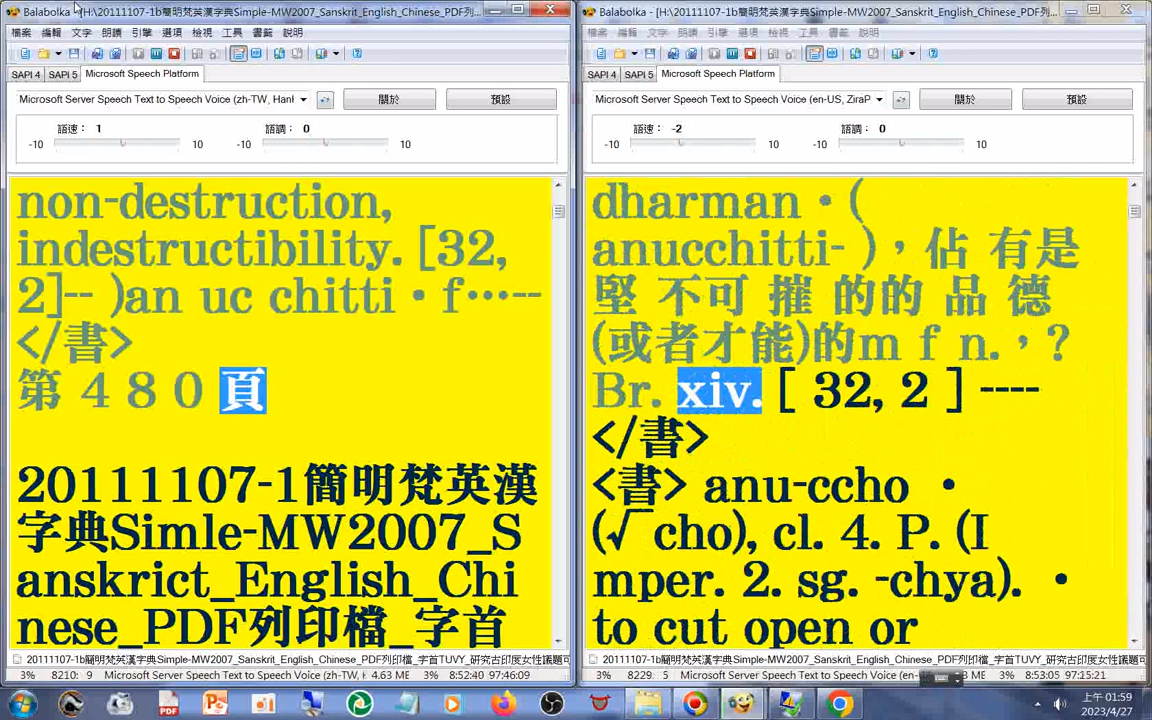 Balabolka - [H:\20111107-1b簡明梵英漢字典Simple-MW2007_Sanskrit_English_Chinese_PDF列...
檔案 編輯 文字 朗讀 引擎 選項 檢視 工具 書籤 說明
SAPI 4 SAPI 5 Microsoft Speech Platform
Microsoft Server Speech Text to Speech Voice (zh-TW, Hanl
關於 預設
語速： 1 語調： 0
-10 10 -10 10
non-destruction,
indestructibility. [32,
2]-- )an uc chitti•f…--
</書>
第 4 8 0 頁
20111107-1簡明梵英漢
字典Simle-MW2007_S
anskrict_English_Chi
nese_PDF列印檔_字首
20111107-1b簡明梵英漢字典Simple-MW2007_Sanskrit_English_Chinese_PDF列印檔_字首TUVY_研究古印度女性議題可
3% 8210: 9 Microsoft Server Speech Text to Speech Voice (zh-TW, H 4.63 ME 3% 8:52:40 97:46:09
Balabolka - [H:\20111107-1b簡明梵英漢字典Simple-MW2007_Sanskrit_English_Chinese_PDF列印...
檔案 編輯 文字 朗讀 引擎 選項 檢視 工具 書籤 說明
SAPI 4 SAPI 5 Microsoft Speech Platform
Microsoft Server Speech Text to Speech Voice (en-US, ZiraP
關於 預設
語速： -2 語調： 0
-10 10 -10 10
dharman•(
anucchitti- )，佔 有是
堅 不可 摧 的的 品 德
(或者才能)的m f n.，?
Br. xiv. [ 32, 2 ] ----
</書>
<書> anu-ccho •
(√ cho), cl. 4. P. (I
mper. 2. sg. -chya). •
to cut open or
20111107-1b簡明梵英漢字典Simple-MW2007_Sanskrit_English_Chinese_PDF列印檔_字首TUVY_研究古印度女性議題可
3% 8229: 5 Microsoft Server Speech Text to Speech Voice 3% 8:53:05 97:15:21
上午 01:59
2023/4/27